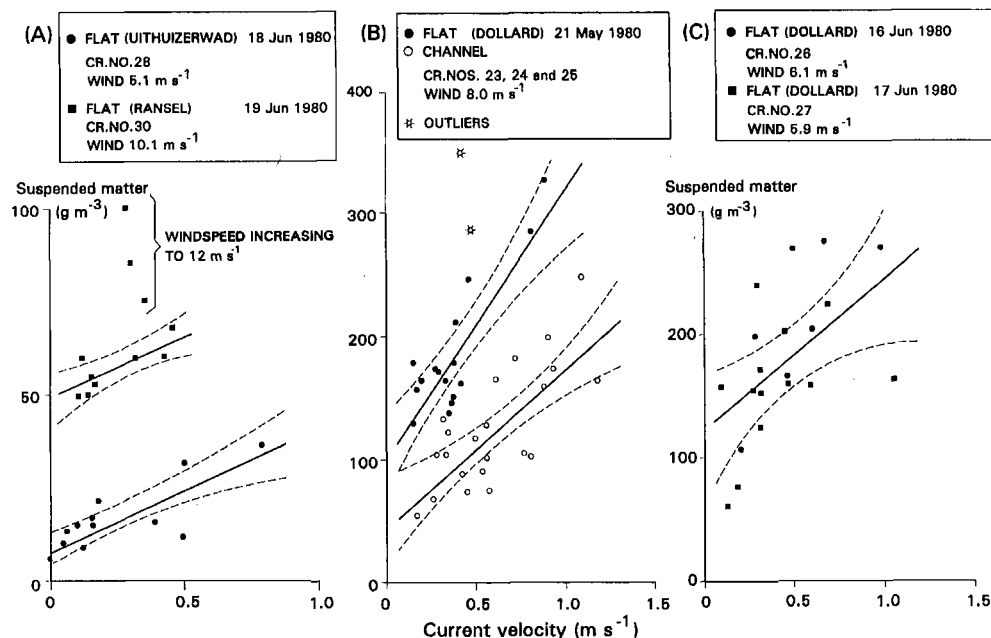 (A)
FLAT (UITHUIZERWAD) 18 Jun 1980
CR.NO.28
WIND 5.1 m s⁻¹
FLAT (RANSEL) 19 Jun 1980
CR.NO.30
WIND 10.1 m s⁻¹
Suspended matter
(g m⁻³)
100
50
0
WINDSPEED INCREASING
TO 12 m s⁻¹
0
0.5
1.0
(B)
FLAT (DOLLARD) 21 May 1980
CHANNEL
CR.NOS. 23, 24 and 25
WIND 8.0 m s⁻¹
OUTLIERS
400
300
200
100
0
0
0.5
1.0
1.5
Current velocity (m s⁻¹)
(C)
FLAT (DOLLARD) 16 Jun 1980
CR.NO.26
WIND 6.1 m s⁻¹
FLAT (DOLLARD) 17 Jun 1980
CR.NO.27
WIND 5.9 m s⁻¹
Suspended matter
(g m⁻³)
300
200
100
0
0
0.5
1.0
1.5